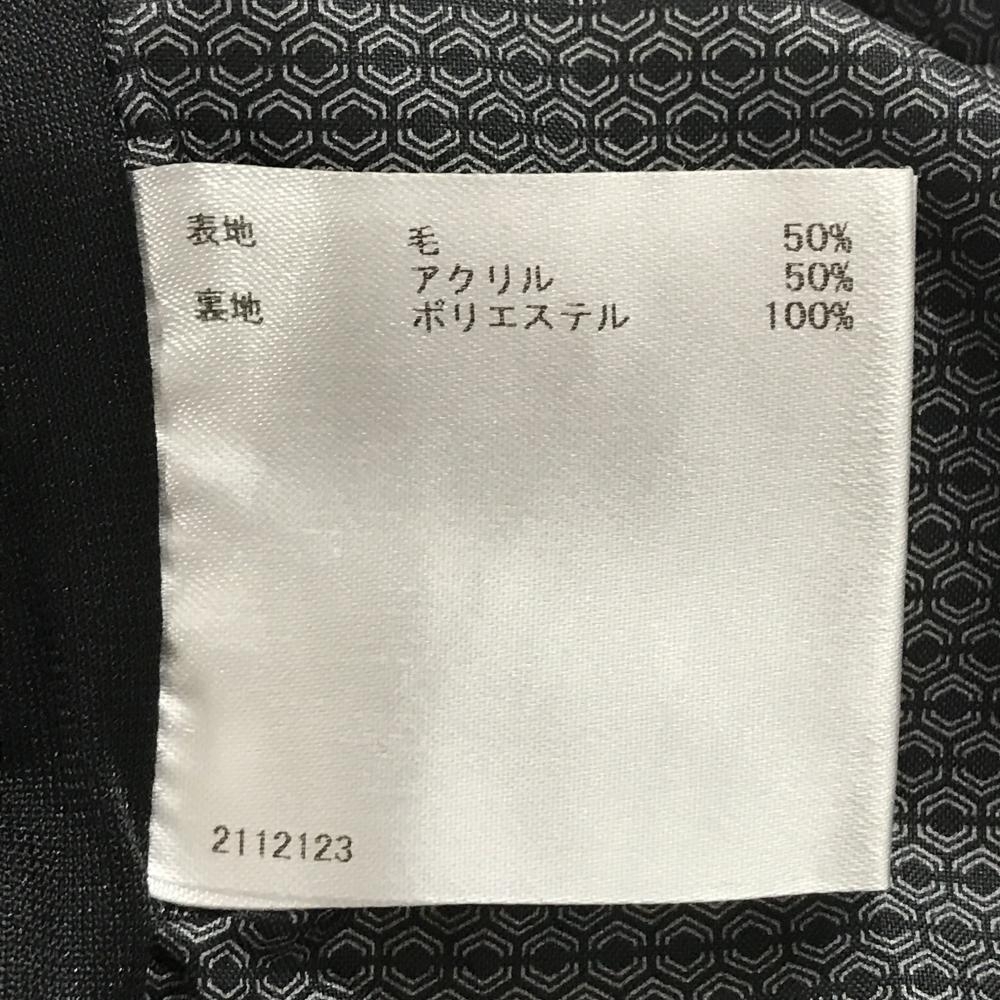 表地 毛 50%
アクリル 50%
裏地 ポリエステル 100%
2112123